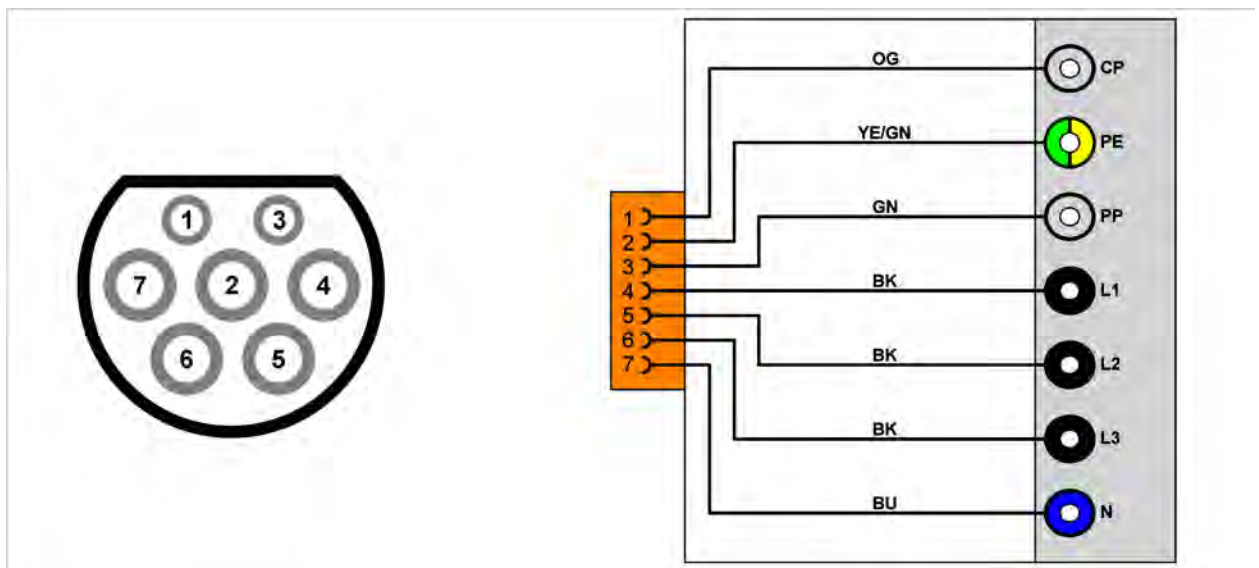 1 3
7 2 4
6 5
OG CP
YE/GN PE
1
GN PP
2
3
4 BK L1
5
6
7 BK L2
BK L3
BU N